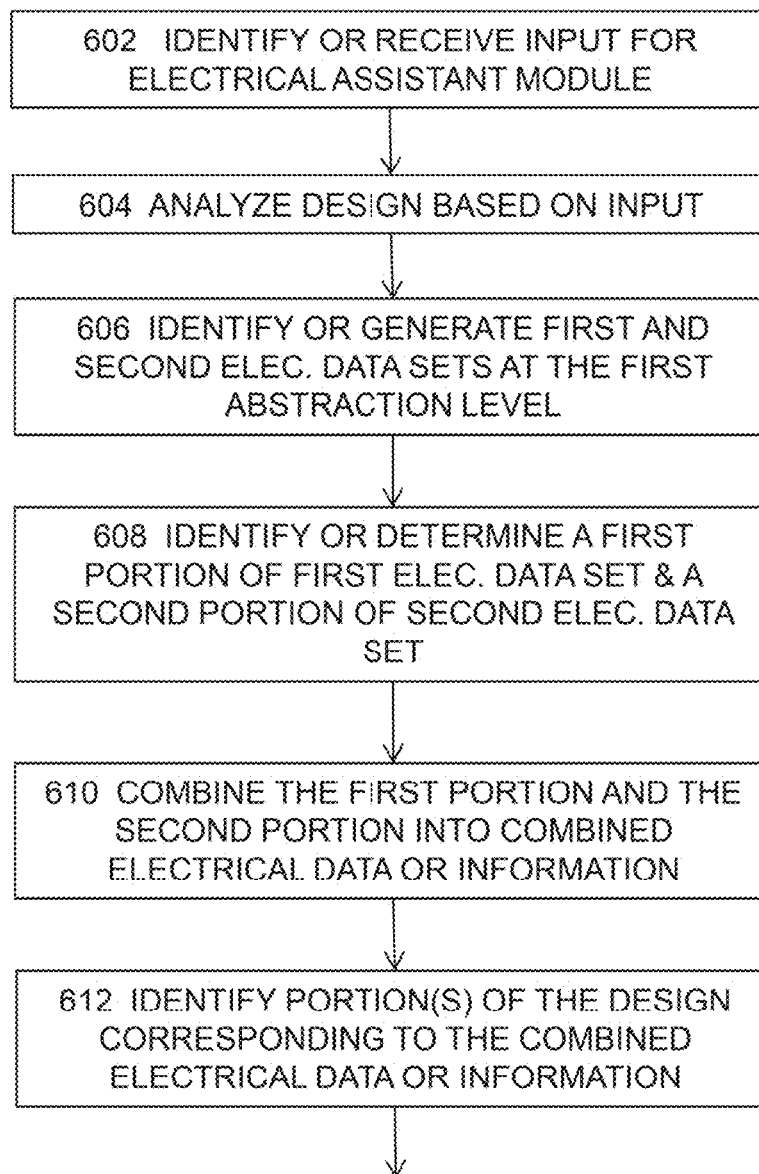 602 IDENTIFY OR RECEIVE INPUT FOR
ELECTRICAL ASSISTANT MODULE
604 ANALYZE DESIGN BASED ON INPUT
606 IDENTIFY OR GENERATE FIRST AND
SECOND ELEC. DATA SETS AT THE FIRST
ABSTRACTION LEVEL
608 IDENTIFY OR DETERMINE A FIRST
PORTION OF FIRST ELEC. DATA SET & A
SECOND PORTION OF SECOND ELEC. DATA
SET
610 COMBINE THE FIRST PORTION AND THE
SECOND PORTION INTO COMBINED
ELECTRICAL DATA OR INFORMATION
612 IDENTIFY PORTION(S) OF THE DESIGN
CORRESPONDING TO THE COMBINED
ELECTRICAL DATA OR INFORMATION